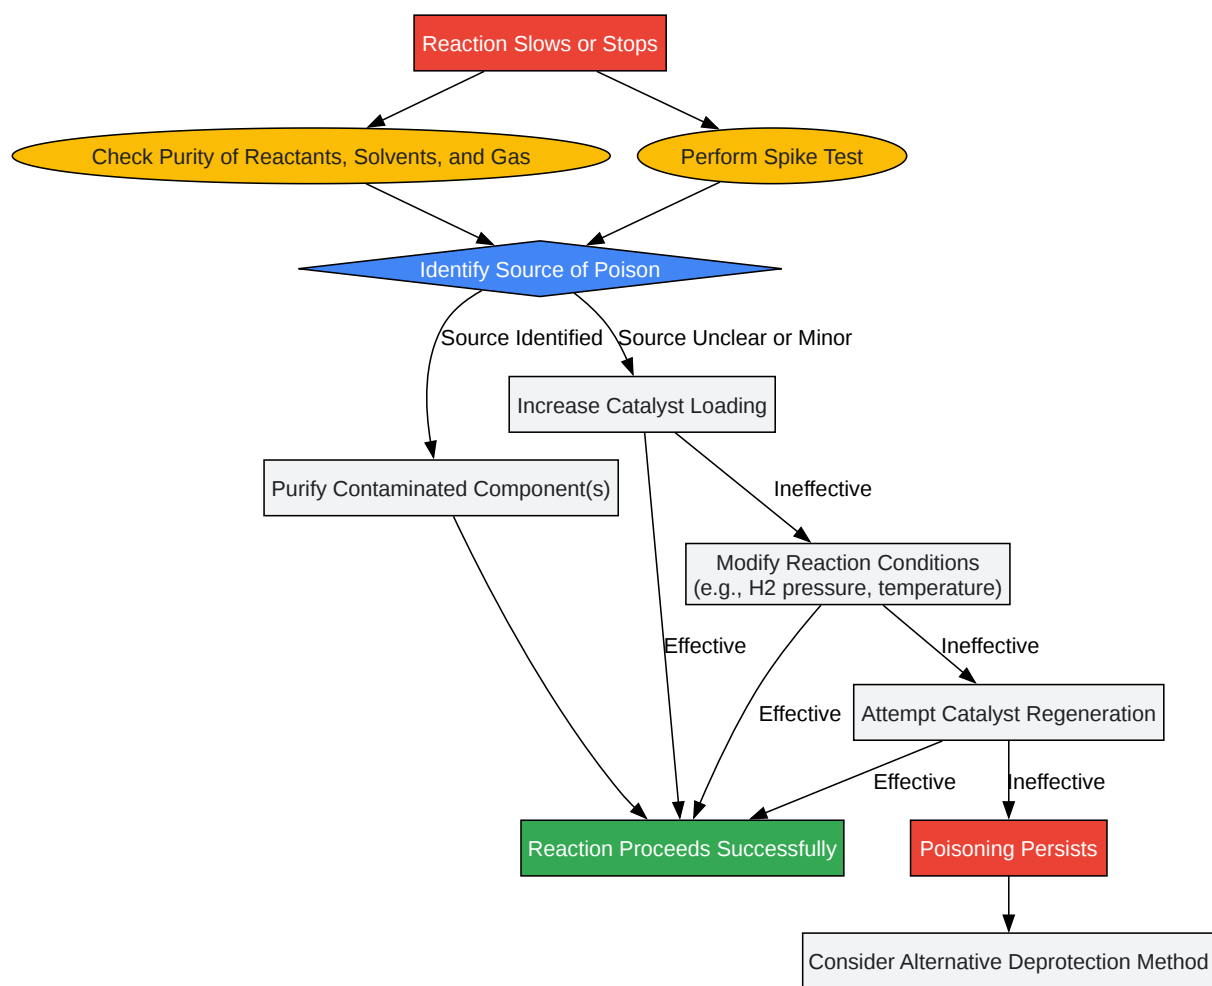 Reaction Slows or Stops
Check Purity of Reactants, Solvents, and Gas
Perform Spike Test
Identify Source of Poison
Source Identified
Source Unclear or Minor
Increase Catalyst Loading
Purify Contaminated Component(s)
Ineffective
Modify Reaction Conditions
(e.g., H2 pressure, temperature)
Effective
Ineffective
Effective
Attempt Catalyst Regeneration
Effective
Ineffective
Reaction Proceeds Successfully
Poisoning Persists
Consider Alternative Deprotection Method